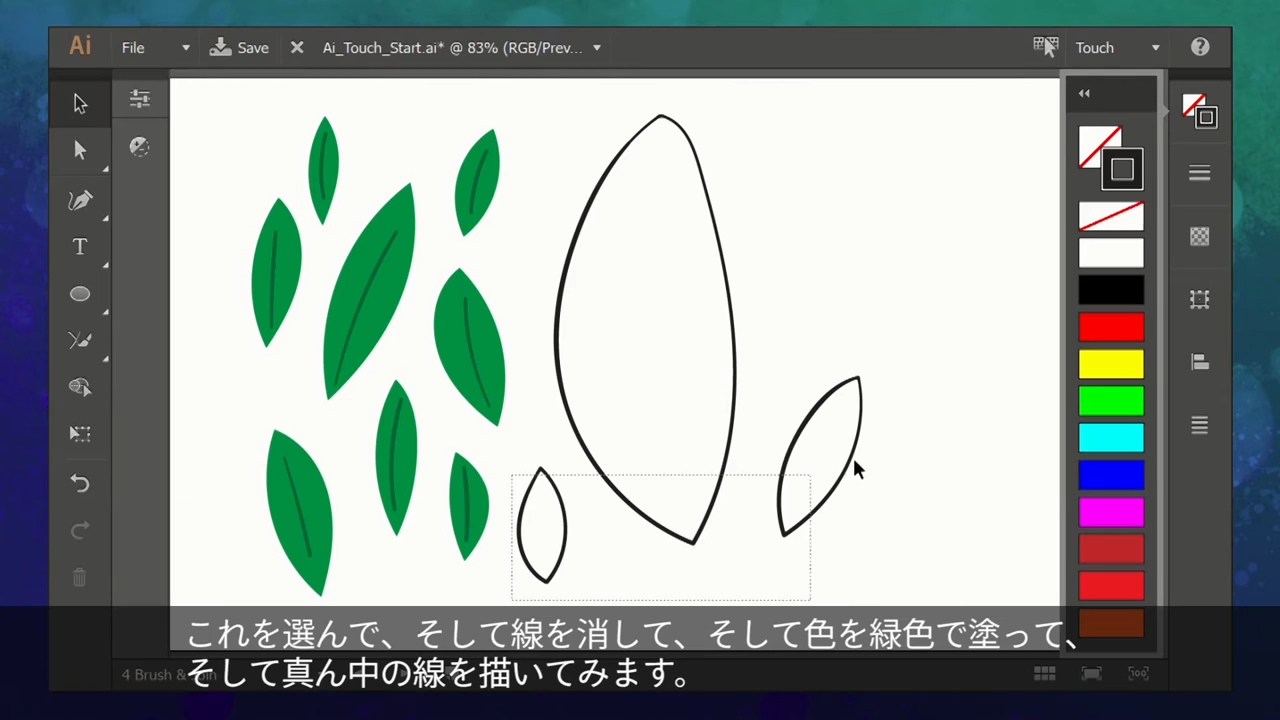 Ai
File
Save
Ai_Touch_Start.ai* @ 83% (RGB/Prev...
Touch
T
これを選んで、そして線を消して、そして色を緑色で塗って、
そして真ん中の線を描いてみます。
4 Brush &